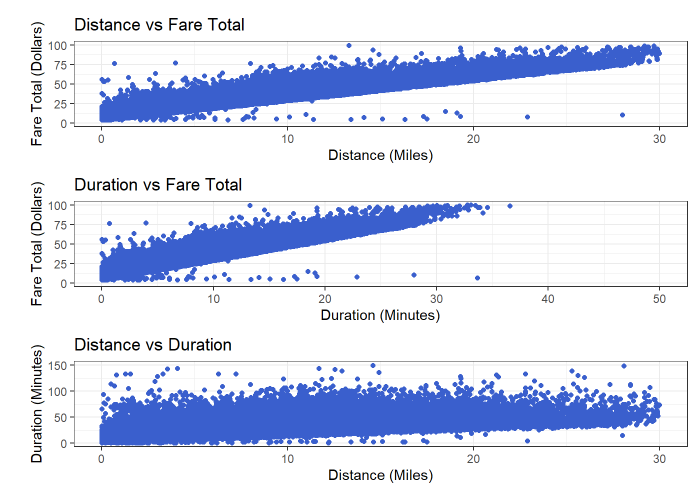 Distance vs Fare Total
Fare Total (Dollars)
100
75
50
25
0
0 10 20 30
Distance (Miles)
Duration vs Fare Total
Fare Total (Dollars)
100
75
50
25
0
0 10 20 30 40 50
Duration (Minutes)
Distance vs Duration
Duration (Minutes)
150
100
50
0
0 10 20 30
Distance (Miles)